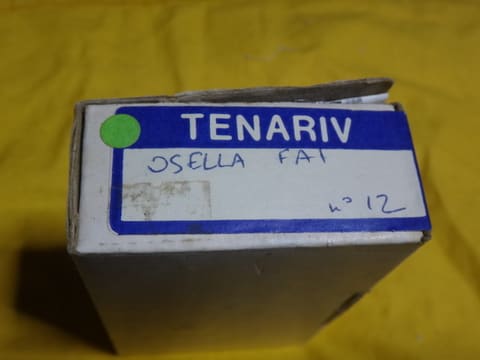 TENARIV
OSELLA FA1
n° 12